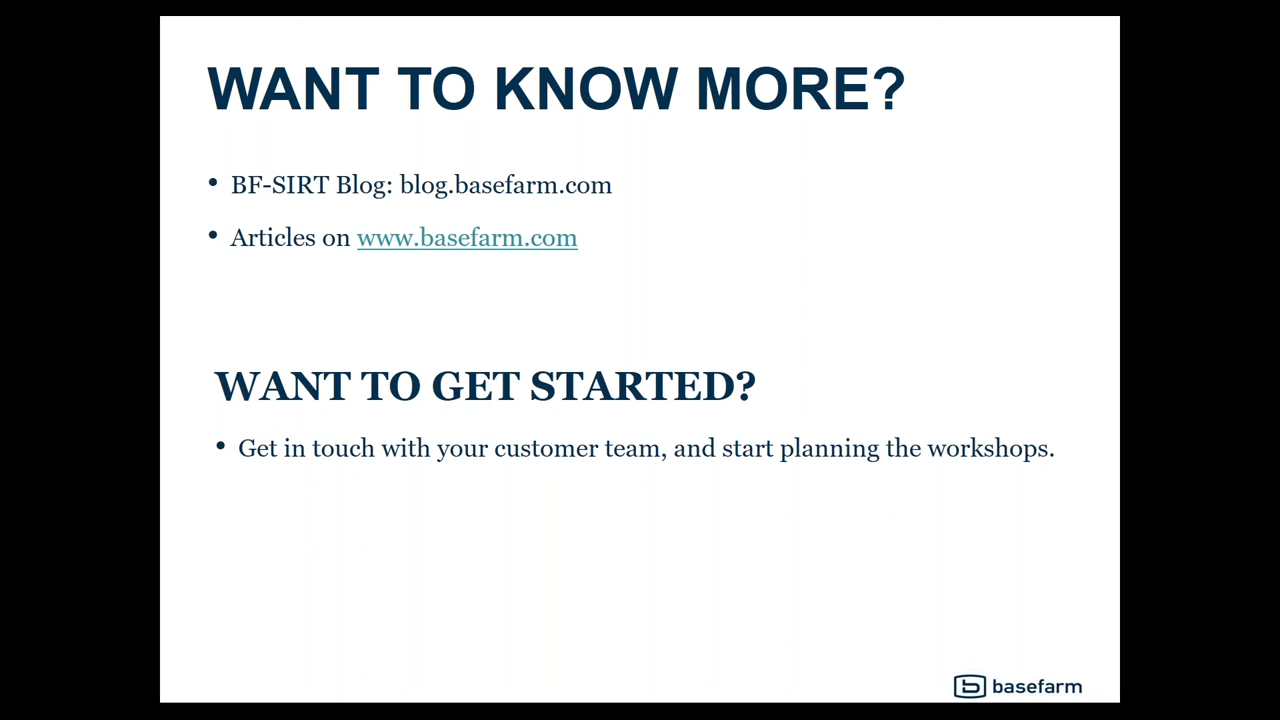 WANT TO KNOW MORE?
• BF-SIRT Blog: blog.basefarm.com
• Articles on www.basefarm.com
WANT TO GET STARTED?
• Get in touch with your customer team, and start planning the workshops.
basefarm